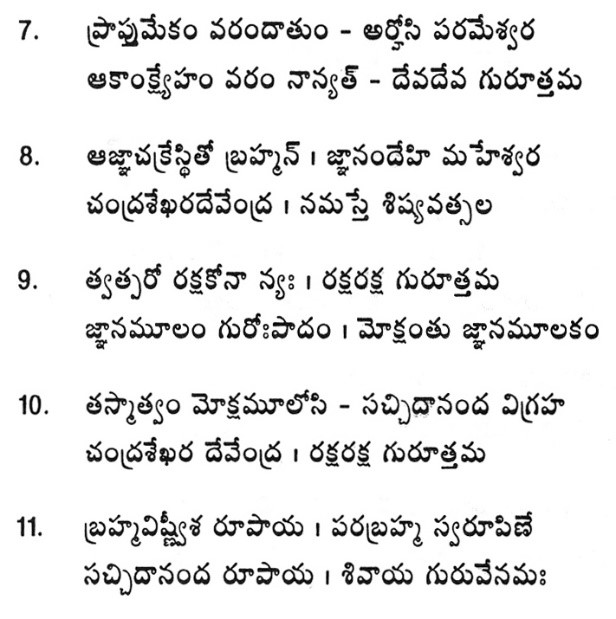 7. ప్రాప్తుమేకం వరందాతుం - అర్హోసి పరమేశ్వర
ఆకాంక్ష్యేహం వరం నాన్యత్ - దేవదేవ గురూత్తమ
8. ఆజ్ఞాచక్రేస్థితో బ్రహ్మన్ । జ్ఞానందేహి మహేశ్వర
చంద్రశేఖరదేవేంద్ర । నమస్తే శిష్యవత్సల
9. త్వత్పరో రక్షకోనా న్యః । రక్షరక్ష గురూత్తమ
జ్ఞానమూలం గురోఃపాదం । మోక్షంతు జ్ఞానమూలకం
10. తస్మాత్వం మోక్షమూలోసి - సచ్చిదానంద విగ్రహ
చంద్రశేఖర దేవేంద్ర । రక్షరక్ష గురూత్తమ
11. బ్రహ్మవిష్ణ్వీశ రూపాయ । పరబ్రహ్మ స్వరూపిణే
సచ్చిదానంద రూపాయ । శివాయ గురువేనమః